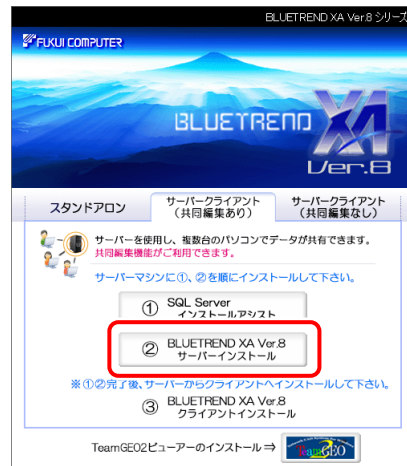 BLUETREND XA Ver.8 シリーズ
FUKUI COMPUTER
BLUETREND XA
Ver.8
スタンドアロン
サーバークライアント
（共同編集あり）
サーバークライアント
（共同編集なし）
サーバーを使用し、複数台のパソコンでデータが共有できます。
共同編集機能がご利用できます。
サーバーマシンに①、②を順にインストールして下さい。
① SQL Server
インストールアシスト
② BLUETREND XA Ver.8
サーバーインストール
※①②完了後、サーバーからクライアントへインストールして下さい。
③ BLUETREND XA Ver.8
クライアントインストール
TeamGEO2ビューアーのインストール⇒
TeamGEO